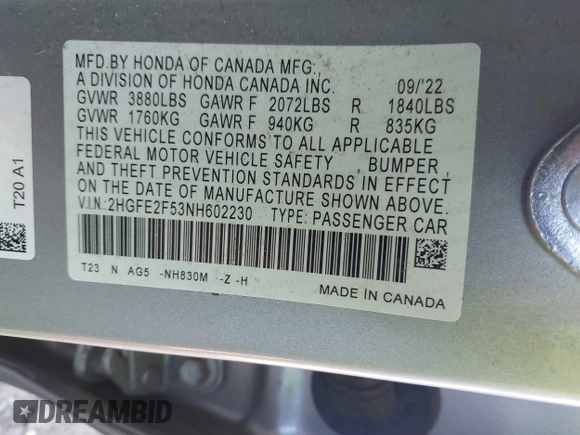 MFD.BY HONDA OF CANADA MFG.,
A DIVISION OF HONDA CANADA INC. 09/'22
GVWR 3880LBS GAWR F 2072LBS R 1840LBS
GVWR 1760KG GAWR F 940KG R 835KG
THIS VEHICLE CONFORMS TO ALL APPLICABLE
FEDERAL MOTOR VEHICLE SAFETY , BUMPER ,
AND THEFT PREVENTION STANDARDS IN EFFECT
ON THE DATE OF MANUFACTURE SHOWN ABOVE.
V.I.N.:2HGFE2F53NH602230 TYPE: PASSENGER CAR
T23 N AG5 -NH830M -Z -H
MADE IN CANADA
T20 A1
DREAMBID